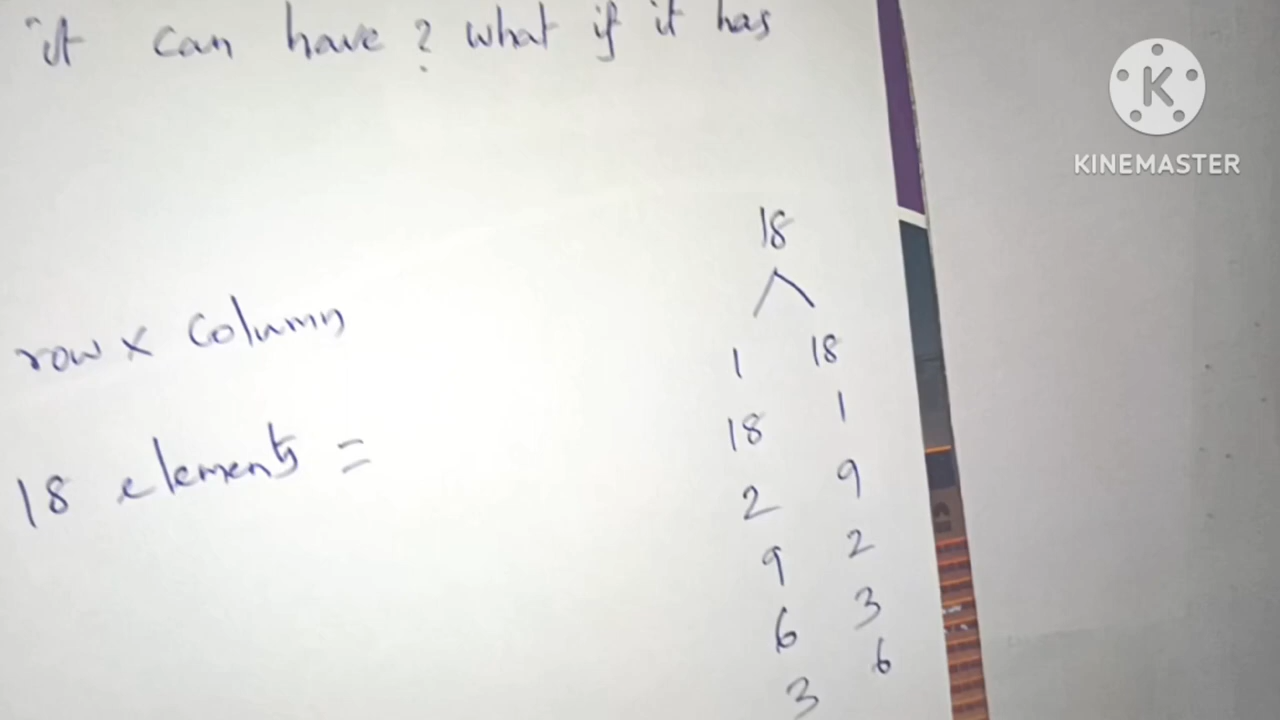 it can have? what if it has
K
KINEMASTER
18
row x column
1 18
18 1
18 elements =
2 9
9 2
6 3
3 6